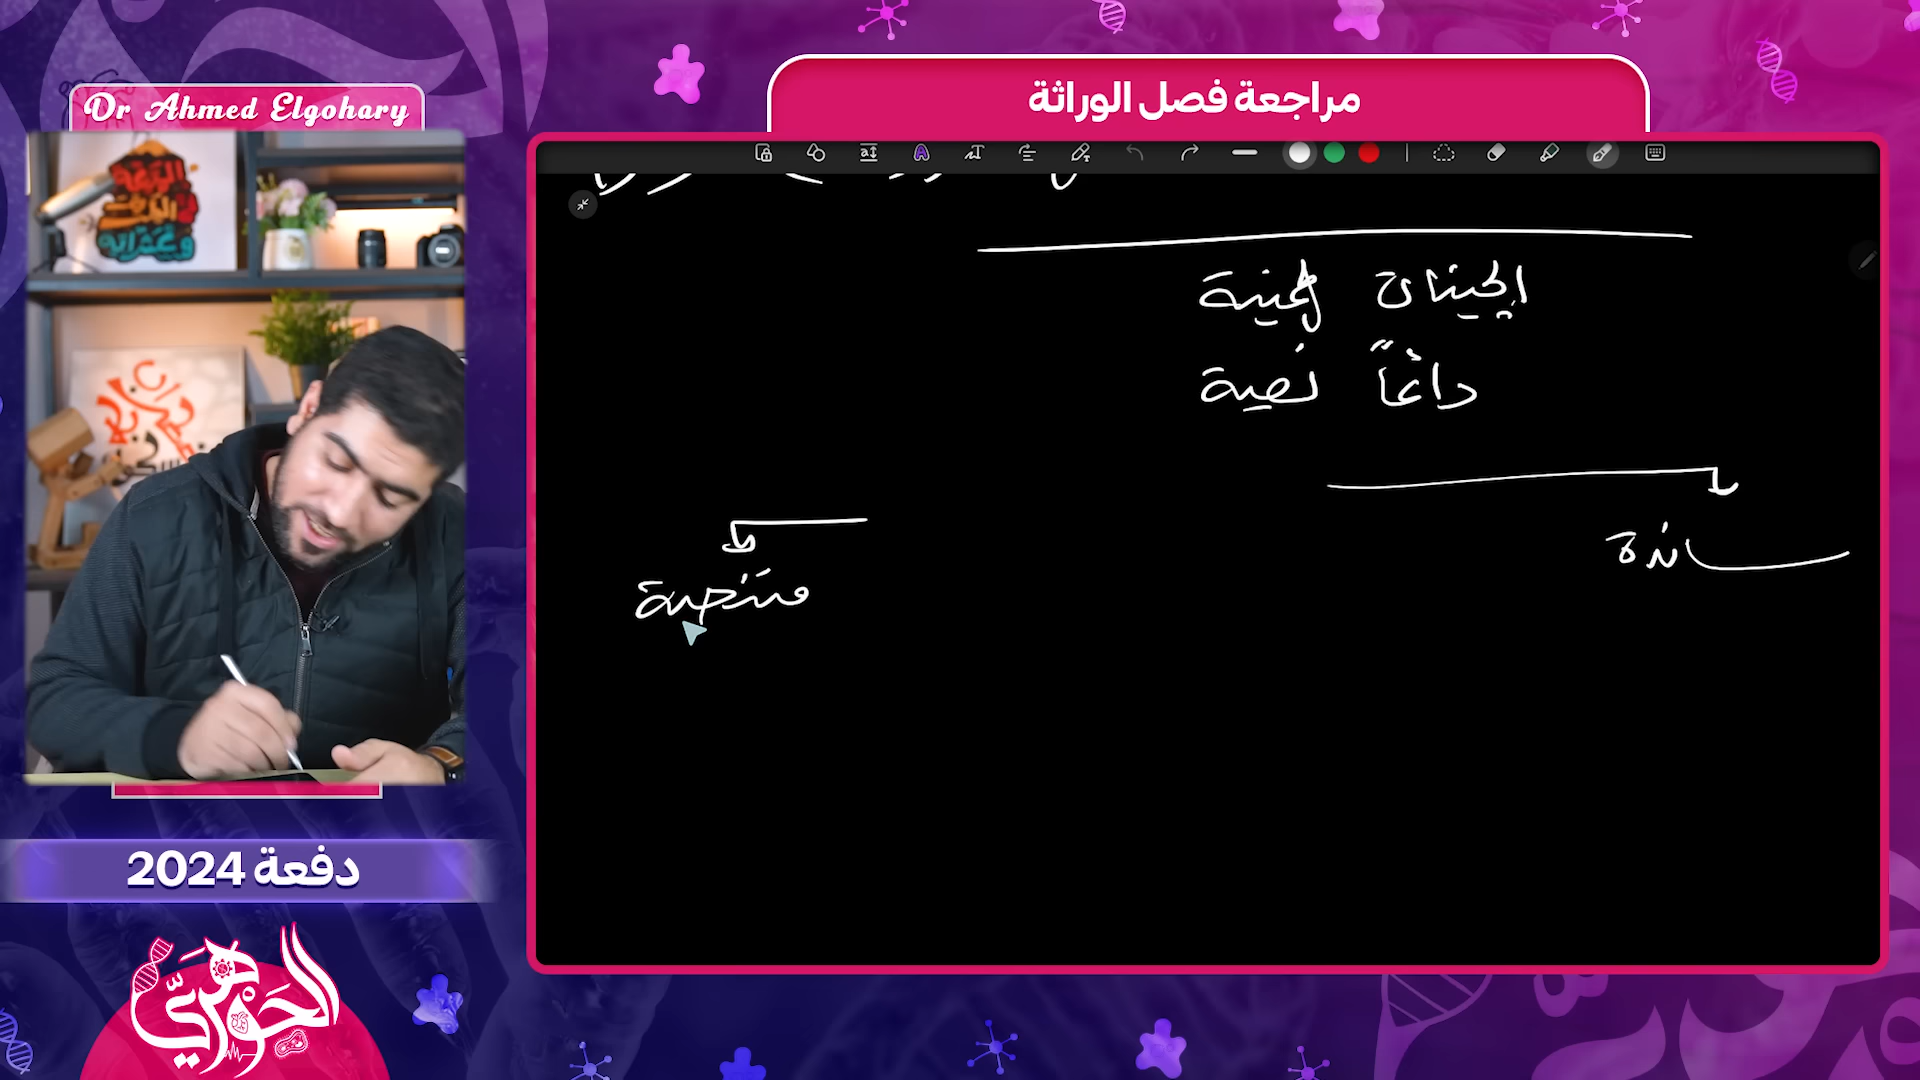 Dr Ahmed Elgohary
مراجعة فصل الوراثة
الجينات المميتة
دائماً نقية
سائدة
متنحية
دفعة 2024
الجوهري